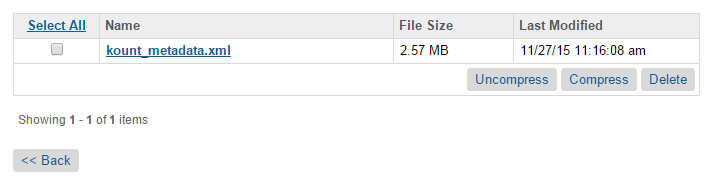 Select All Name File Size Last Modified
kount_metadata.xml 2.57 MB 11/27/15 11:16:08 am
Uncompress Compress Delete
Showing 1 - 1 of 1 items
<< Back